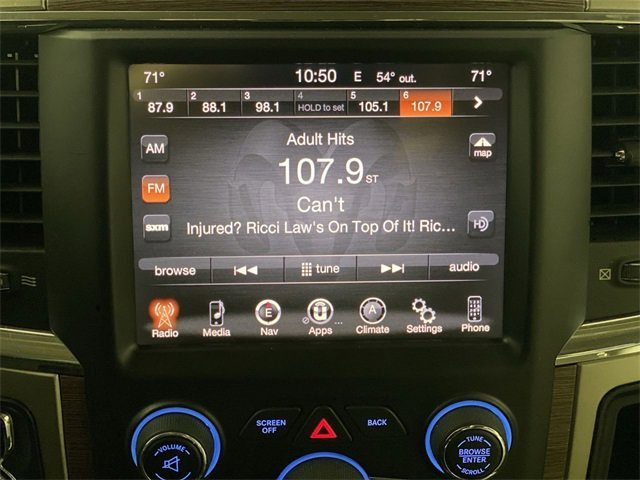 71° 10:50 E 54° out. 71°
1 2 3 4 5 6
87.9 88.1 98.1 HOLD to set 105.1 107.9
Adult Hits
AM
map
107.9 ST
FM
Can't
sxm
Injured? Ricci Law's On Top Of It! Ric...
HD
browse tune audio
E A
Radio Media Nav Apps ... Climate Settings Phone
SCREEN OFF
BACK
VOLUME
TUNE
BROWSE
ENTER
SCROLL